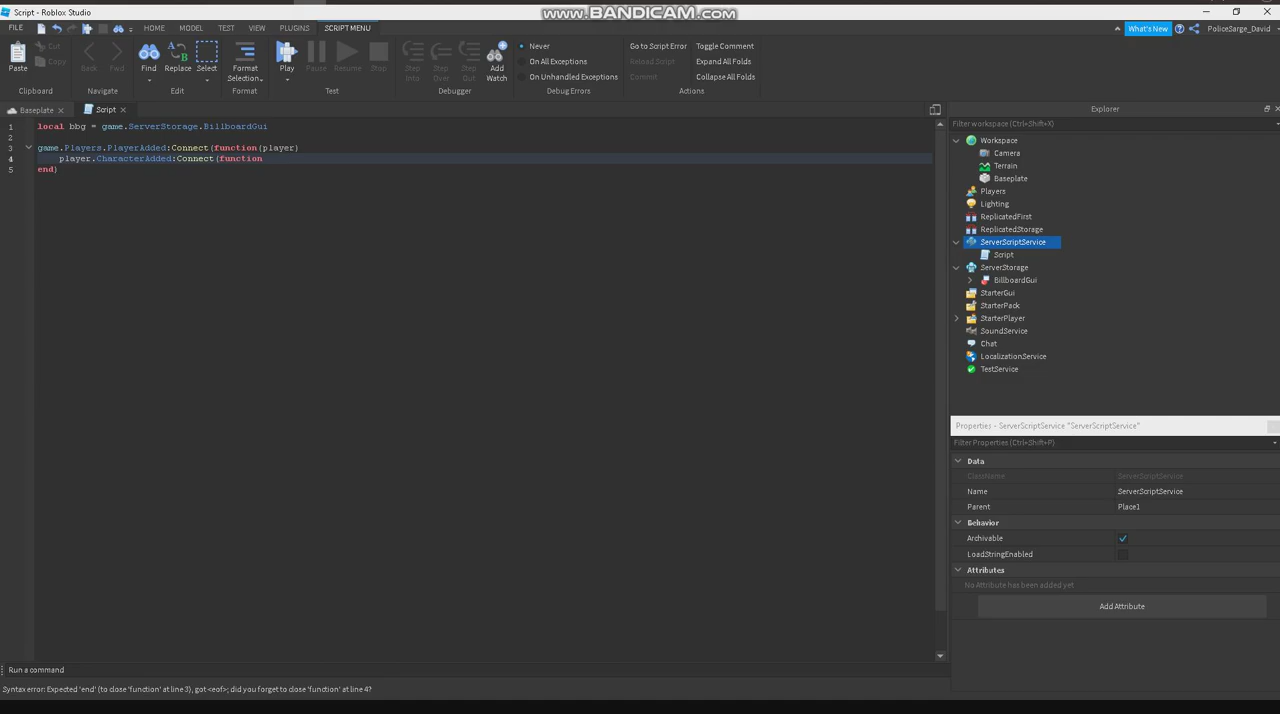 Script - Roblox Studio
www.BANDICAM.com
FILE
HOME
MODEL
TEST
VIEW
PLUGINS
SCRIPT MENU
What's New
PoliceSarge_David
Paste
Cut
Copy
Clipboard
Back
Fwd
Navigate
Find
Replace
Select
Edit
Format
Selection
Format
Play
Pause
Resume
Stop
Test
Step
Into
Step
Over
Step
Out
Add
Watch
Debugger
Never
On All Exceptions
On Unhandled Exceptions
Debug Errors
Go to Script Error
Reload Script
Commit
Toggle Comment
Expand All Folds
Collapse All Folds
Actions
Baseplate
Script
1 local bbg = game.ServerStorage.BillboardGui
2
3 game.Players.PlayerAdded:Connect(function(player)
4 player.CharacterAdded:Connect(function
5 end)
Explorer
Filter workspace (Ctrl+Shift+X)
Workspace
Camera
Terrain
Baseplate
Players
Lighting
ReplicatedFirst
ReplicatedStorage
ServerScriptService
Script
ServerStorage
BillboardGui
StarterGui
StarterPack
StarterPlayer
SoundService
Chat
LocalizationService
TestService
Properties - ServerScriptService "ServerScriptService"
Filter Properties (Ctrl+Shift+P)
Data
ClassName ServerScriptService
Name ServerScriptService
Parent Place1
Behavior
Archivable
LoadStringEnabled
Attributes
No Attribute has been added yet
Add Attribute
Run a command
Syntax error: Expected 'end' (to close 'function' at line 3), got <eof>; did you forget to close 'function' at line 4?